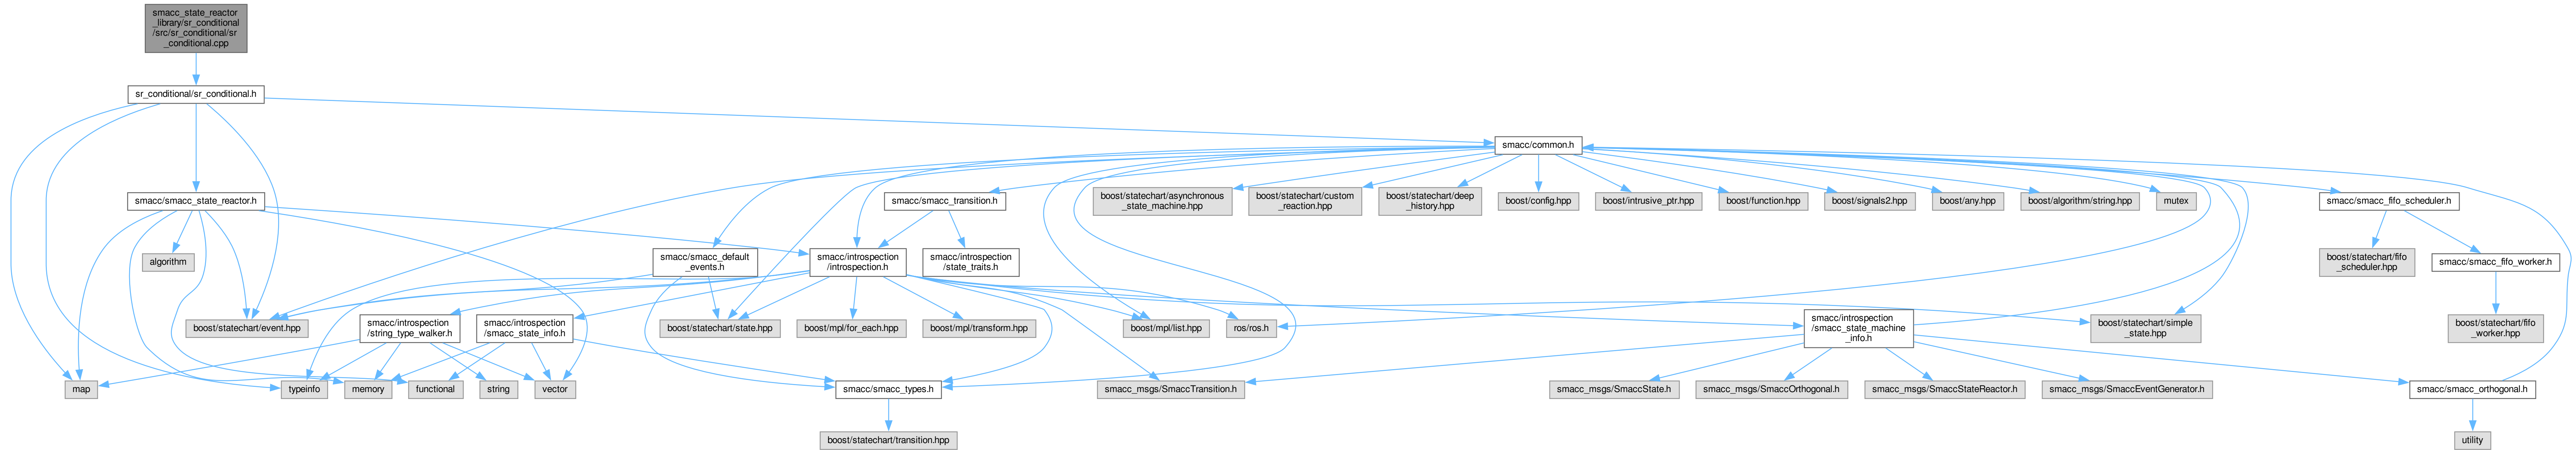 smacc_state_reactor
_library/sr_conditional
/src/sr_conditional/sr
_conditional.cpp
sr_conditional/sr_conditional.h
smacc/common.h
smacc/smacc_state_reactor.h
smacc/smacc_transition.h
boost/statechart/asynchronous
_state_machine.hpp
boost/statechart/custom
_reaction.hpp
boost/statechart/deep
_history.hpp
boost/config.hpp
boost/intrusive_ptr.hpp
boost/function.hpp
boost/signals2.hpp
boost/any.hpp
boost/algorithm/string.hpp
mutex
smacc/smacc_fifo_scheduler.h
algorithm
smacc/smacc_default
_events.h
smacc/introspection
/introspection.h
smacc/introspection
/state_traits.h
boost/statechart/fifo
_scheduler.hpp
smacc/smacc_fifo_worker.h
boost/statechart/event.hpp
smacc/introspection
/string_type_walker.h
smacc/introspection
/smacc_state_info.h
boost/statechart/state.hpp
boost/mpl/for_each.hpp
boost/mpl/transform.hpp
boost/mpl/list.hpp
ros/ros.h
smacc/introspection
/smacc_state_machine
_info.h
boost/statechart/simple
_state.hpp
boost/statechart/fifo
_worker.hpp
map
typeinfo
memory
functional
string
vector
smacc/smacc_types.h
smacc_msgs/SmaccTransition.h
smacc_msgs/SmaccState.h
smacc_msgs/SmaccOrthogonal.h
smacc_msgs/SmaccStateReactor.h
smacc_msgs/SmaccEventGenerator.h
smacc/smacc_orthogonal.h
boost/statechart/transition.hpp
utility